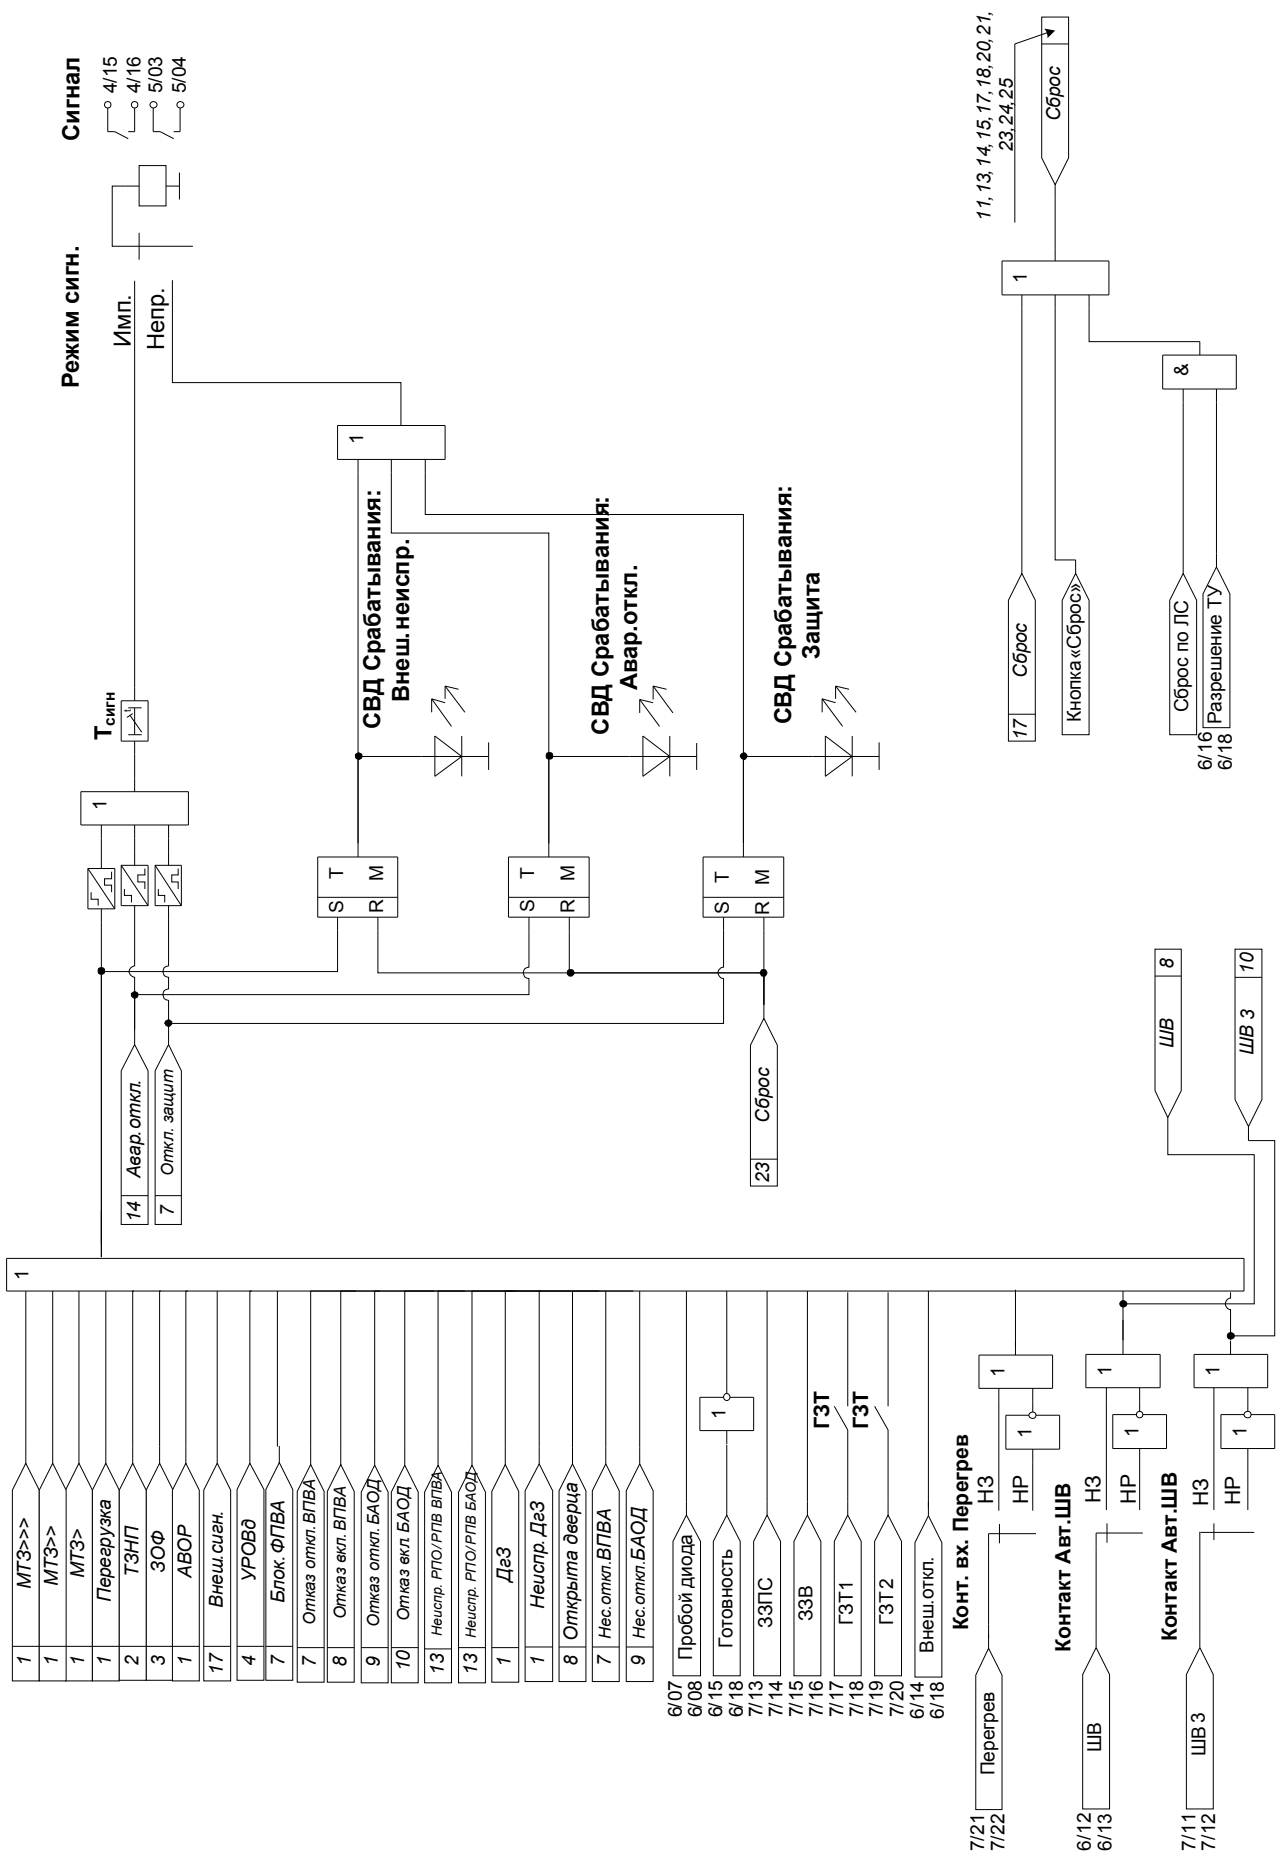 Сигнал
4/15
4/16
5/03
5/04
Режим сигн.
Имп.
Непр.
Tсигн
1
1
СВД Срабатывания:
Внеш.неиспр.
СВД Срабатывания:
Авар.откл.
СВД Срабатывания:
Защита
S T
R M
S T
R M
S T
R M
14 Авар.откл.
7 Откл. защит
23 Сброс
1
1 МТЗ>>>
1 МТЗ>>
1 МТЗ>
1 Перегрузка
2 ТЗНП
3 ЗОФ
1 АВОР
17 Внеш.сигн.
4 УРОВд
7 Блок. ФПВА
7 Отказ откл. ВПВА
8 Отказ вкл. ВПВА
9 Отказ откл. БАОД
10 Отказ вкл. БАОД
13 Неиспр. РПО/РПВ ВПВА
13 Неиспр. РПО/РПВ БАОД
1 ДгЗ
1 Неиспр. ДгЗ
8 Открыта дверца
7 Нес.откл.ВПВА
9 Нес.откл.БАОД
6/07
6/08
Пробой диода
6/15
6/18
Готовность
1
7/13
7/14
ЗЗПС
7/15
7/16
ЗЗВ
7/17
7/18
ГЗТ1
ГЗТ
7/19
7/20
ГЗТ2
ГЗТ
6/14
6/18
Внеш.откл.
Конт. вх. Перегрев
7/21
7/22
Перегрев
НЗ
НР
1
1
Контакт Авт.ШВ
6/12
6/13
ШВ
НЗ
НР
1
1
Контакт Авт.ШВ
7/11
7/12
ШВ 3
НЗ
НР
1
1
ШВ 8
ШВ 3 10
11,13,14,15,17,18,20,21,
23,24,25
Сброс
1
17 Сброс
Кнопка«Сброс»
Сброс по ЛС
6/16
6/18
Разрешение ТУ
&